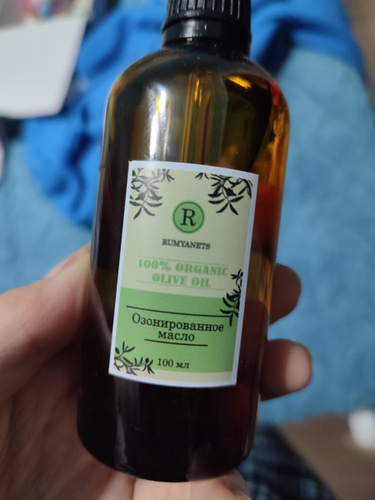 R
RUMYANETS
100% ORGANIC
OLIVE OIL
Озонированное
масло
100 мл